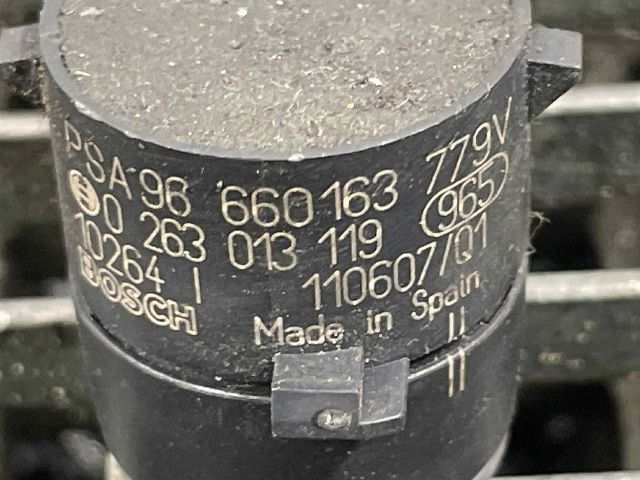 PSA 96 660 163 779V
0 263 013 119 965
10264 I 110607/01
BOSCH Made in Spain